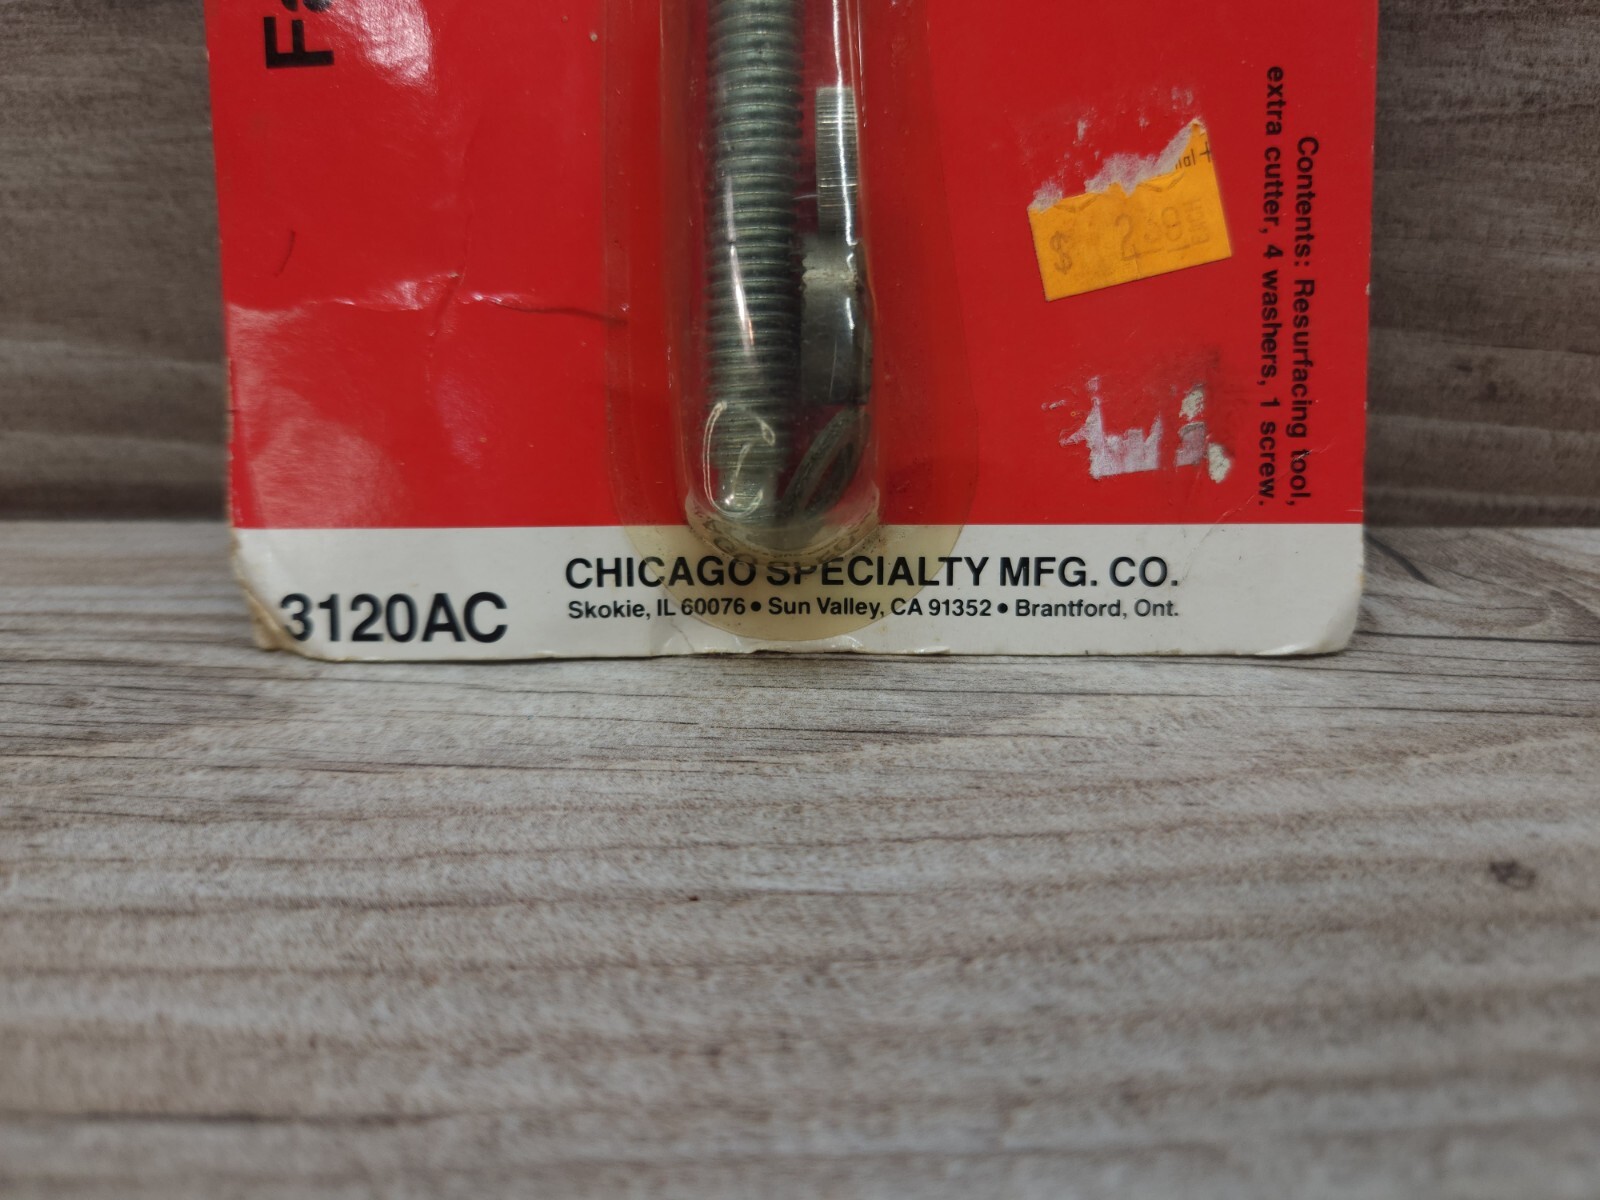 Contents: Resurfacing tool,
extra cutter, 4 washers, 1 screw.
$ 2
3120AC
CHICAGO SPECIALTY MFG. CO.
Skokie, IL 60076 • Sun Valley, CA 91352 • Brantford, Ont.